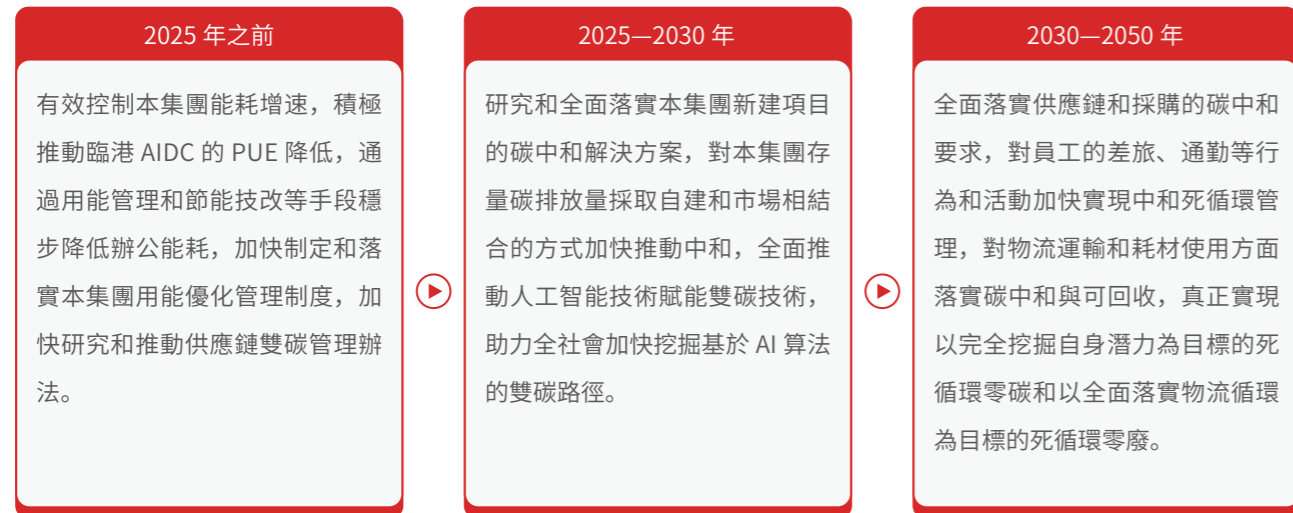 2025 年之前
有效控制本集團能耗增速，積極
推動臨港 AIDC 的 PUE 降低，通
過用能管理和節能技改等手段穩
步降低辦公能耗，加快制定和落
實本集團用能優化管理制度，加
快研究和推動供應鏈雙碳管理辦
法。
2025—2030 年
研究和全面落實本集團新建項目
的碳中和解決方案，對本集團存
量碳排放量採取自建和市場相結
合的方式加快推動中和，全面推
動人工智能技術賦能雙碳技術，
助力全社會加快挖掘基於 AI 算法
的雙碳路徑。
2030—2050 年
全面落實供應鏈和採購的碳中和
要求，對員工的差旅、通勤等行
為和活動加快實現中和死循環管
理，對物流運輸和耗材使用方面
落實碳中和與可回收，真正實現
以完全挖掘自身潛力為目標的死
循環零碳和以全面落實物流循環
為目標的死循環零廢。